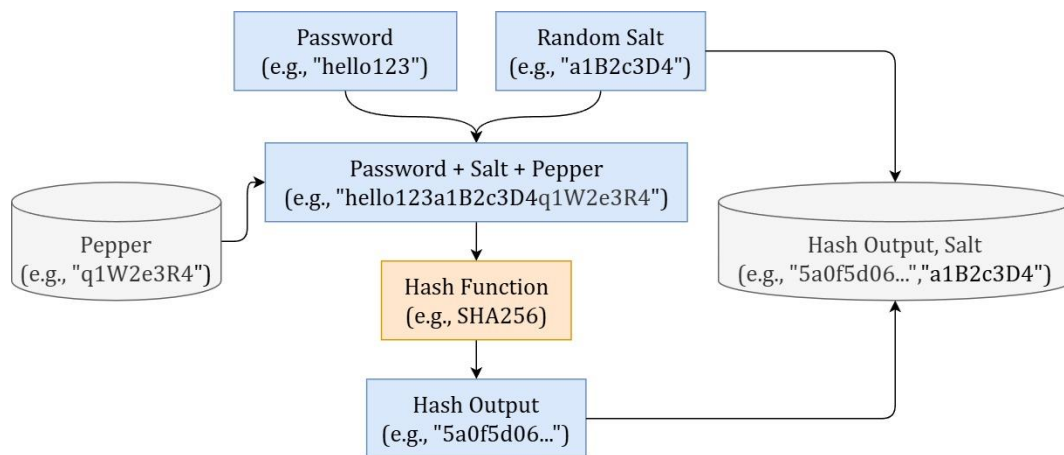 Password
(e.g., "hello123")
Random Salt
(e.g., "a1B2c3D4")
Password + Salt + Pepper
(e.g., "hello123a1B2c3D4q1W2e3R4")
Pepper
(e.g., "q1W2e3R4")
Hash Output, Salt
(e.g., "5a0f5d06...","a1B2c3D4")
Hash Function
(e.g., SHA256)
Hash Output
(e.g., "5a0f5d06...")